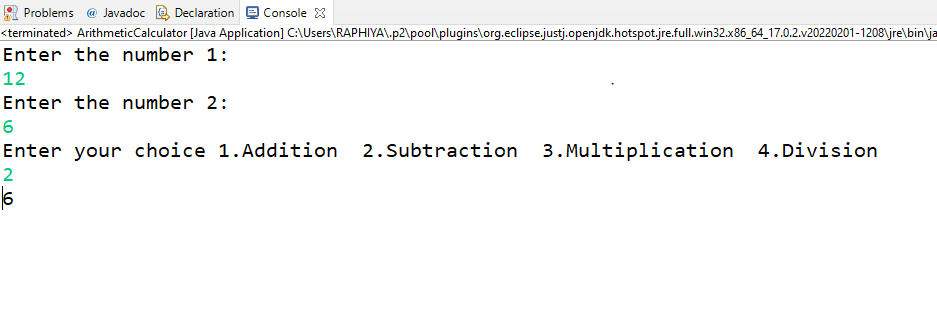 Problems @ Javadoc Declaration Console
<terminated> ArithmeticCalculator [Java Application] C:\Users\RAPHIYA\.p2\pool\plugins\org.eclipse.justj.openjdk.hotspot.jre.full.win32.x86_64_17.0.2.v20220201-1208\jre\bin\ja
Enter the number 1:
12
Enter the number 2:
6
Enter your choice 1.Addition  2.Subtraction  3.Multiplication  4.Division
2
6